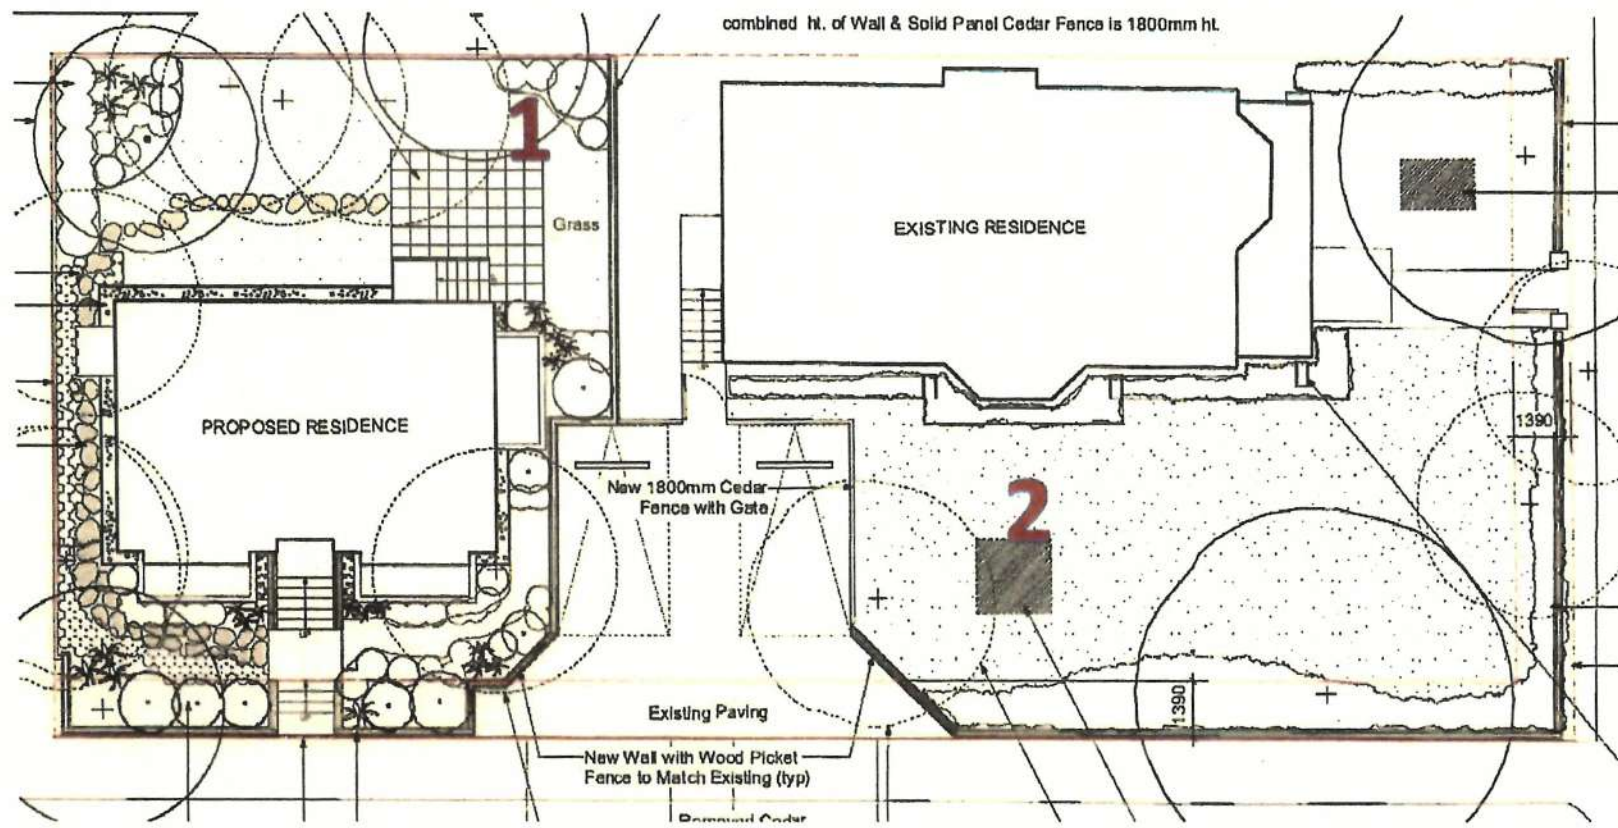 combined ht. of Wall & Solid Panel Cedar Fence is 1800mm ht.
1
Grass
EXISTING RESIDENCE
PROPOSED RESIDENCE
1390
New 1800mm Cedar
Fence with Gate
2
1390
Existing Paving
New Wall with Wood Picket
Fence to Match Existing (typ)
Removed Cedar